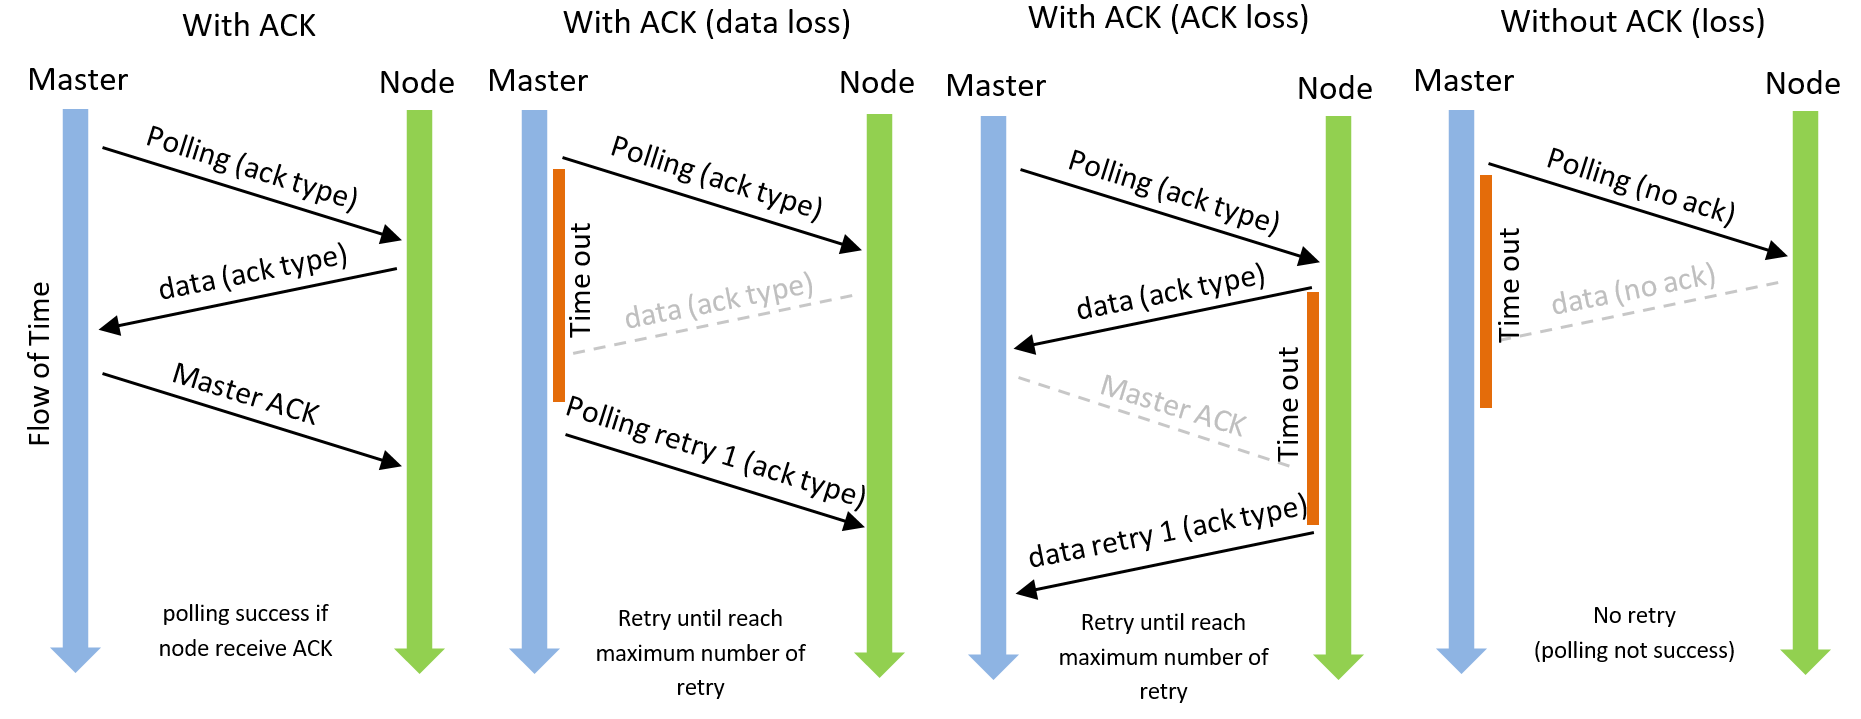 With ACK
Master
Node
Polling (ack type)
data (ack type)
Master ACK
Flow of Time
polling success if
node receive ACK
With ACK (data loss)
Master
Node
Polling (ack type)
Time out
data (ack type)
Polling retry 1 (ack type)
Retry until reach
maximum number of
retry
With ACK (ACK loss)
Master
Node
Polling (ack type)
data (ack type)
Master ACK
Time out
data retry 1 (ack type)
Retry until reach
maximum number of
retry
Without ACK (loss)
Master
Node
Polling (no ack)
Time out
data (no ack)
No retry
(polling not success)